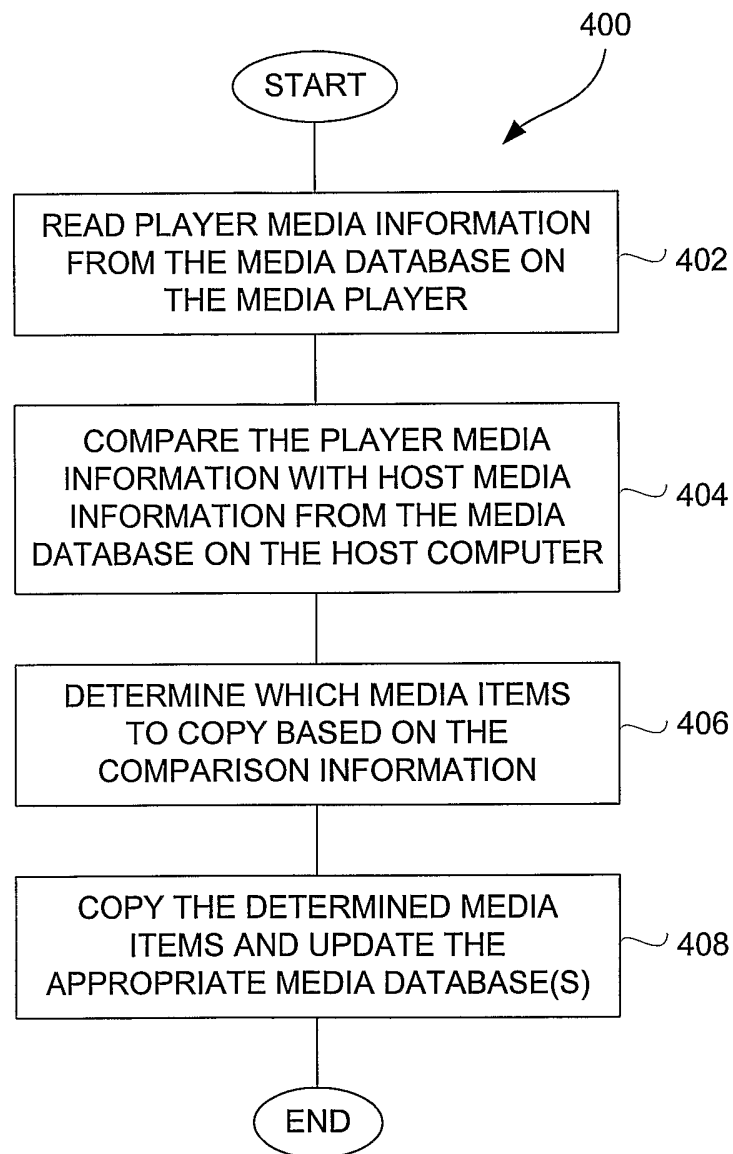 400
START
READ PLAYER MEDIA INFORMATION
FROM THE MEDIA DATABASE ON
THE MEDIA PLAYER
402
COMPARE THE PLAYER MEDIA
INFORMATION WITH HOST MEDIA
INFORMATION FROM THE MEDIA
DATABASE ON THE HOST COMPUTER
404
DETERMINE WHICH MEDIA ITEMS
TO COPY BASED ON THE
COMPARISON INFORMATION
406
COPY THE DETERMINED MEDIA
ITEMS AND UPDATE THE
APPROPRIATE MEDIA DATABASE(S)
408
END